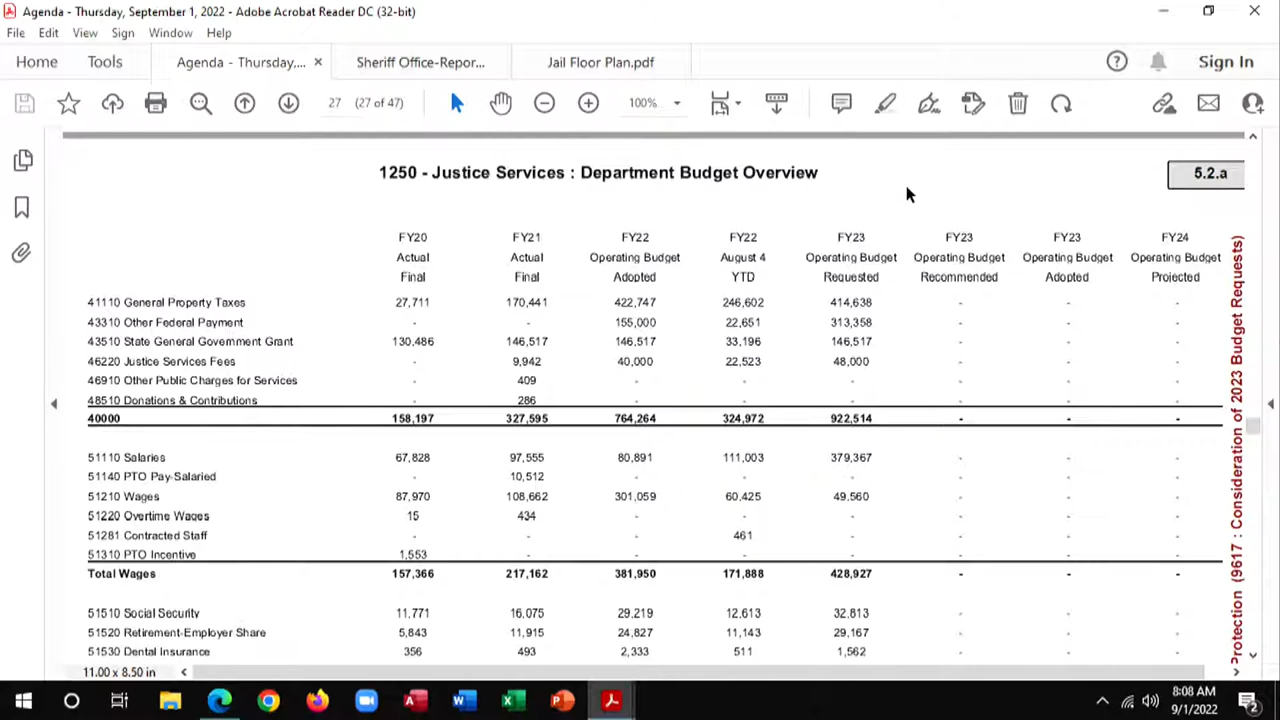 Agenda - Thursday, September 1, 2022 - Adobe Acrobat Reader DC (32-bit)
File Edit View Sign Window Help
Home Tools Agenda - Thursday,... × Sheriff Office-Repor... Jail Floor Plan.pdf Sign In
27 (27 of 47) 100%
1250 - Justice Services : Department Budget Overview 5.2.a
FY20 FY21 FY22 FY22 FY23 FY23 FY23 FY24
Actual Actual Operating Budget August 4 Operating Budget Operating Budget Operating Budget Operating Budget
Final Final Adopted YTD Requested Recommended Adopted Projected
41110 General Property Taxes 27,711 170,441 422,747 246,602 414,638 - - -
43310 Other Federal Payment - - 155,000 22,651 313,358 - - -
43510 State General Government Grant 130,486 146,517 146,517 33,196 146,517 - - -
46220 Justice Services Fees - 9,942 40,000 22,523 48,000 - - -
46910 Other Public Charges for Services - 409 - - - - - -
48510 Donations & Contributions - 286 - - - - - -
40000 158,197 327,595 764,264 324,972 922,514 - - -
51110 Salaries 67,828 97,555 80,891 111,003 379,367 - - -
51140 PTO Pay-Salaried - 10,512 - - - - - -
51210 Wages 87,970 108,662 301,059 60,425 49,560 - - -
51220 Overtime Wages 15 434 - - - - - -
51281 Contracted Staff - - - 461 - - - -
51310 PTO Incentive 1,553 - - - - - - -
Total Wages 157,366 217,162 381,950 171,888 428,927 - - -
51510 Social Security 11,771 16,075 29,219 12,613 32,813 - - -
51520 Retirement-Employer Share 5,843 11,915 24,827 11,143 29,167 - - -
51530 Dental Insurance 356 493 2,333 511 1,562 - - -
Protection (9617 : Consideration of 2023 Budget Requests)
11.00 x 8.50 in
8:08 AM
9/1/2022
2